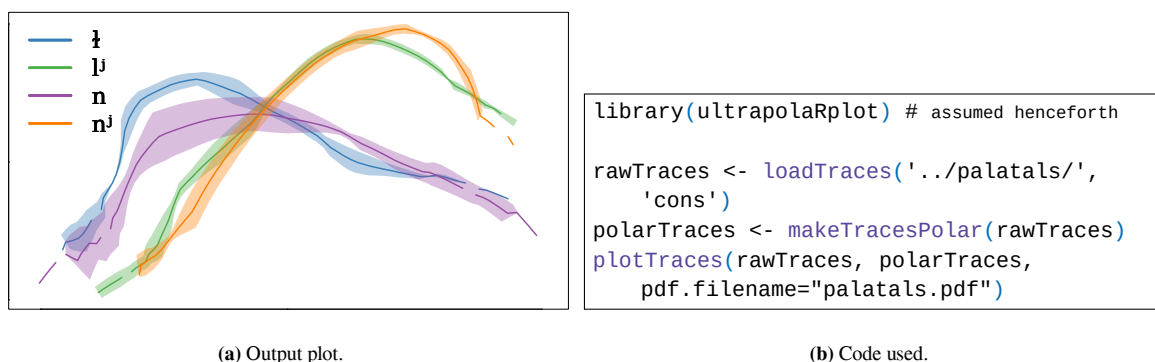 ɫ
lʲ
n
nʲ
(a) Output plot.
library(ultrapolaRplot) # assumed henceforth
rawTraces <- loadTraces('../palatals/',
'cons')
polarTraces <- makeTracesPolar(rawTraces)
plotTraces(rawTraces, polarTraces,
pdf.filename="palatals.pdf")
(b) Code used.